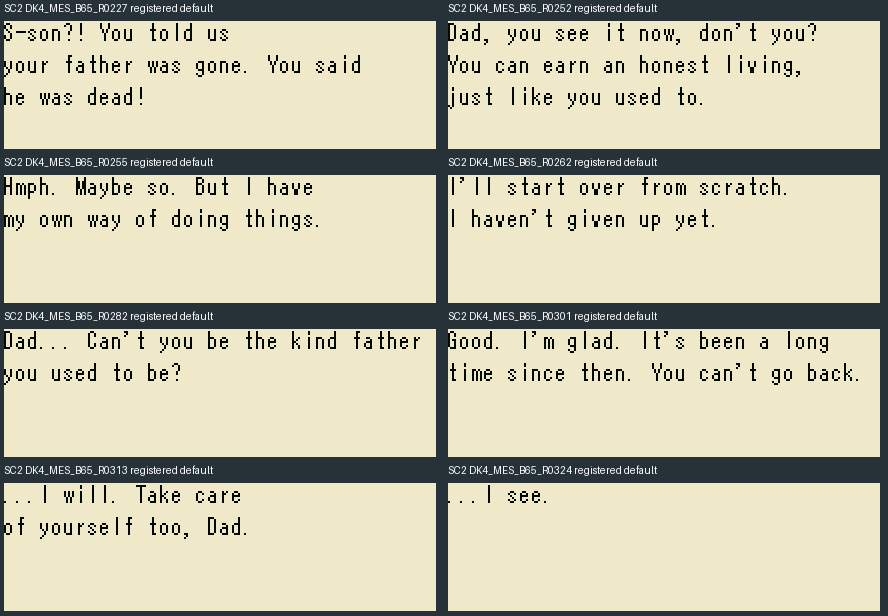 SC2 DK4_MES_B65_R0227 registered default
S-son?! You told us
your father was gone. You said
he was dead!
SC2 DK4_MES_B65_R0252 registered default
Dad, you see it now, don't you?
You can earn an honest living,
just like you used to.
SC2 DK4_MES_B65_R0255 registered default
Hmph. Maybe so. But I have
my own way of doing things.
SC2 DK4_MES_B65_R0262 registered default
I'll start over from scratch.
I haven't given up yet.
SC2 DK4_MES_B65_R0282 registered default
Dad... Can't you be the kind father
you used to be?
SC2 DK4_MES_B65_R0301 registered default
Good. I'm glad. It's been a long
time since then. You can't go back.
SC2 DK4_MES_B65_R0313 registered default
...I will. Take care
of yourself too, Dad.
SC2 DK4_MES_B65_R0324 registered default
...I see.